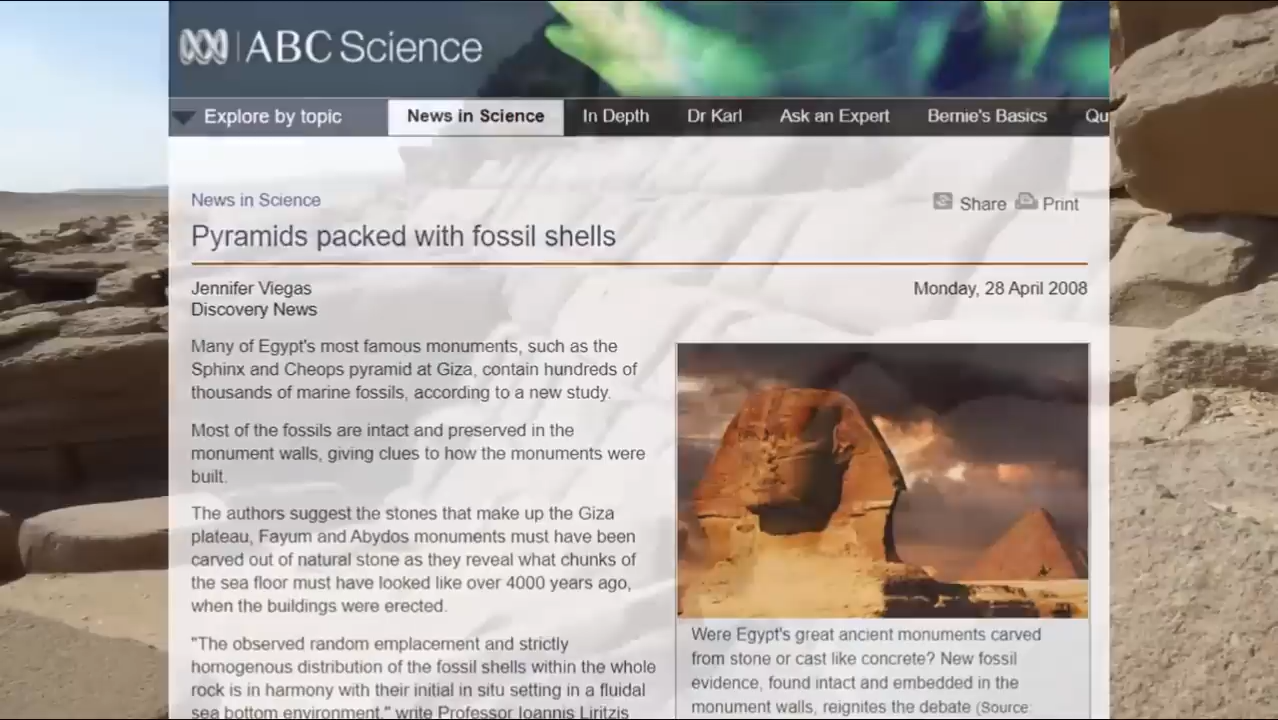 ABC Science
Explore by topic
News in Science
In Depth
Dr Karl
Ask an Expert
Bernie's Basics
Qu
News in Science
Share
Print
Pyramids packed with fossil shells
Jennifer Viegas
Monday, 28 April 2008
Discovery News
Many of Egypt's most famous monuments, such as the
Sphinx and Cheops pyramid at Giza, contain hundreds of
thousands of marine fossils, according to a new study.
Most of the fossils are intact and preserved in the
monument walls, giving clues to how the monuments were
built.
The authors suggest the stones that make up the Giza
plateau, Fayum and Abydos monuments must have been
carved out of natural stone as they reveal what chunks of
the sea floor must have looked like over 4000 years ago,
when the buildings were erected.
"The observed random emplacement and strictly
homogenous distribution of the fossil shells within the whole
rock is in harmony with their initial in situ setting in a fluidal
sea bottom environment," write Professor Ioannis Liritzis
Were Egypt's great ancient monuments carved
from stone or cast like concrete? New fossil
evidence, found intact and embedded in the
monument walls, reignites the debate (Source: